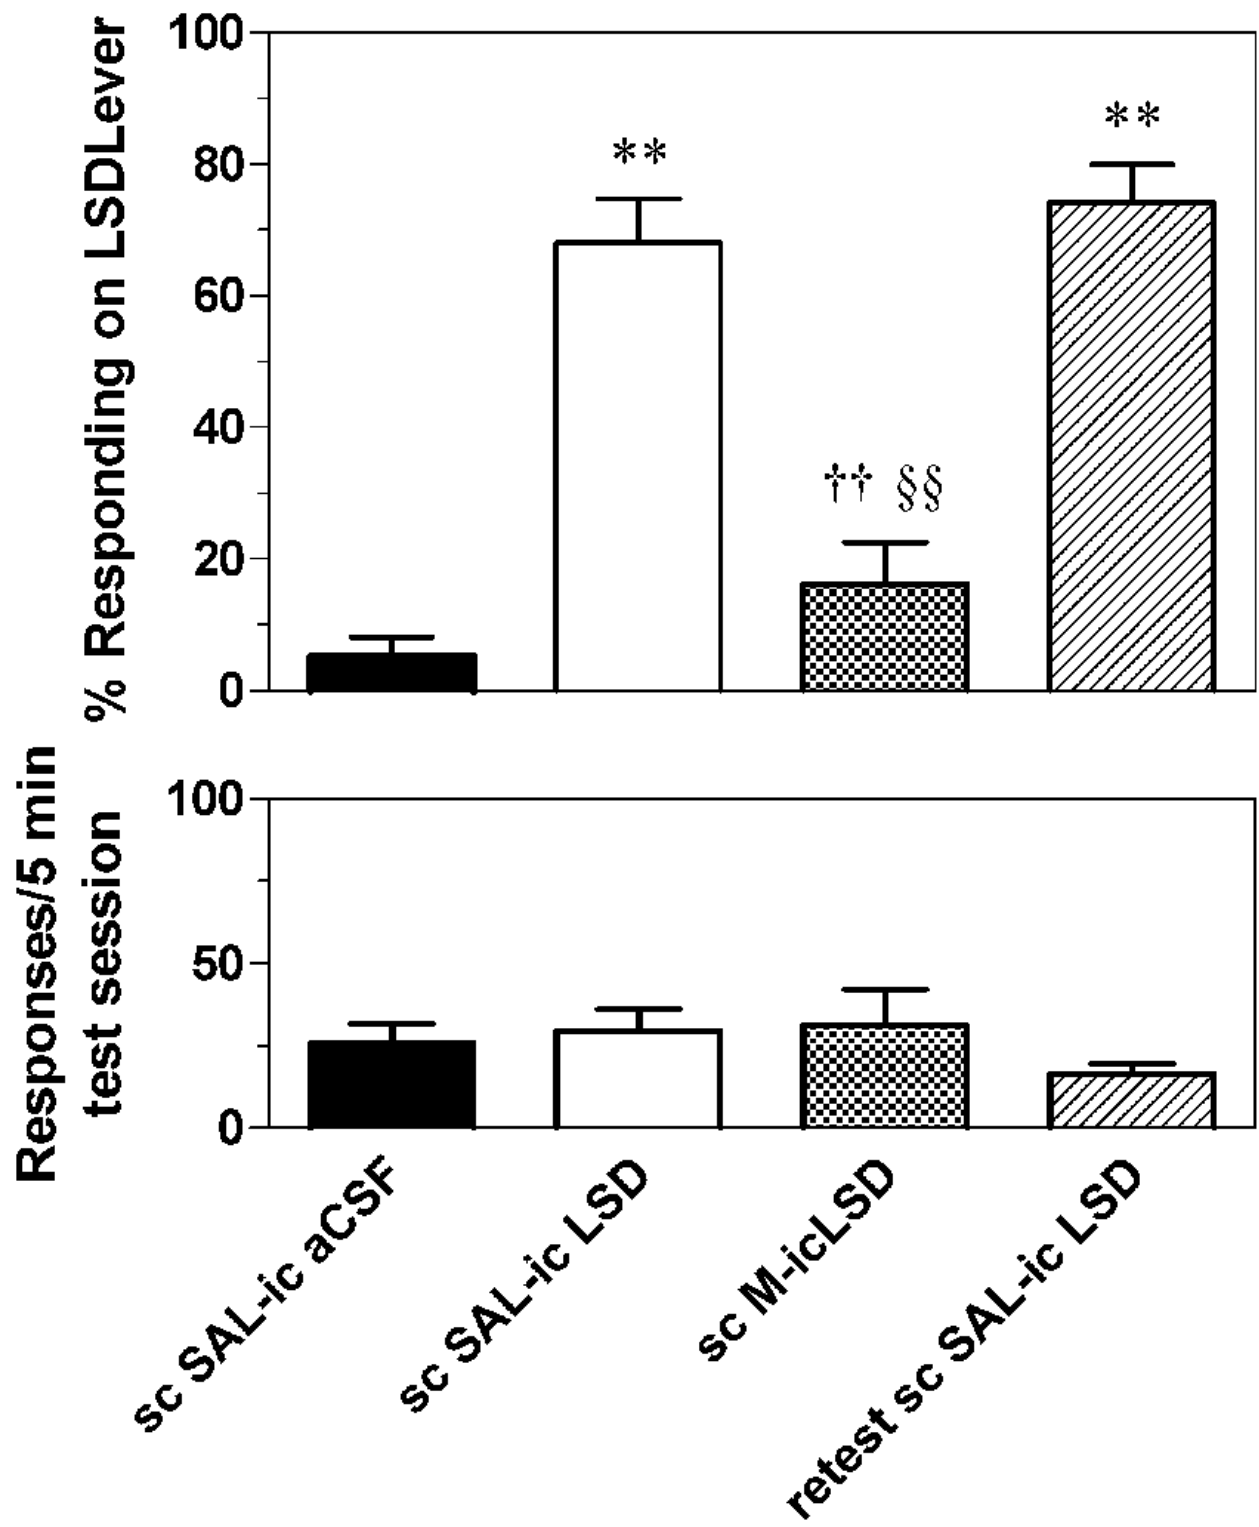 % Responding on LSDLever
100
80
60
40
20
0
**
†† §§
**
Responses/5 min
test session
100
50
0
sc SAL-ic aCSF
sc SAL-ic LSD
sc M-icLSD
retest sc SAL-ic LSD